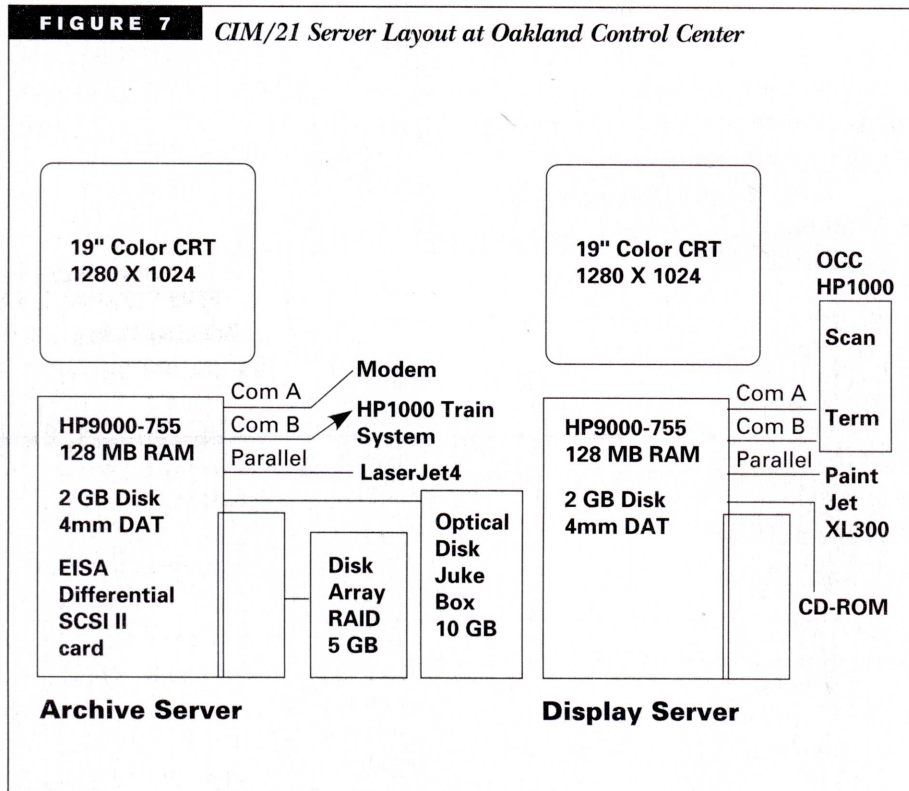 FIGURE 7
CIM/21 Server Layout at Oakland Control Center
19" Color CRT
1280 X 1024
Com A
Modem
Com B
HP1000 Train
System
Parallel
LaserJet4
HP9000-755
128 MB RAM
2 GB Disk
4mm DAT
EISA
Differential
SCSI II
card
Disk
Array
RAID
5 GB
Optical
Disk
Juke
Box
10 GB
Archive Server
19" Color CRT
1280 X 1024
OCC
HP1000
Scan
Term
Com A
Com B
Parallel
Paint
Jet
XL300
HP9000-755
128 MB RAM
2 GB Disk
4mm DAT
CD-ROM
Display Server